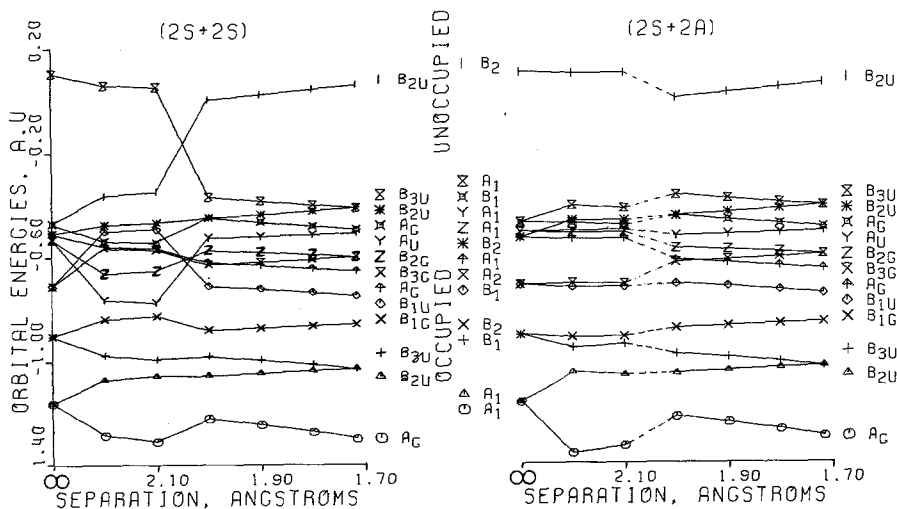 (2S+2S)
(2S+2A)
ORBITAL ENERGIES, A.U
0.20
-0.20
-0.60
-1.00
1.40
∞
2.10
1.90
1.70
SEPARATION, ANGSTROMS
B2U
B3U
B2U
AG
AU
B2G
B3G
AG
B1U
B1G
B3U
B2U
AG
UNOCCUPIED
OCCUPIED
B2
A1
B1
A1
A1
B2
A1
A2
B1
B2
B1
A1
A1
∞
2.10
1.90
1.70
SEPARATION, ANGSTROMS
B2U
B3U
B2U
AG
AU
B2G
B3G
AG
B1U
B1G
B3U
B2U
AG